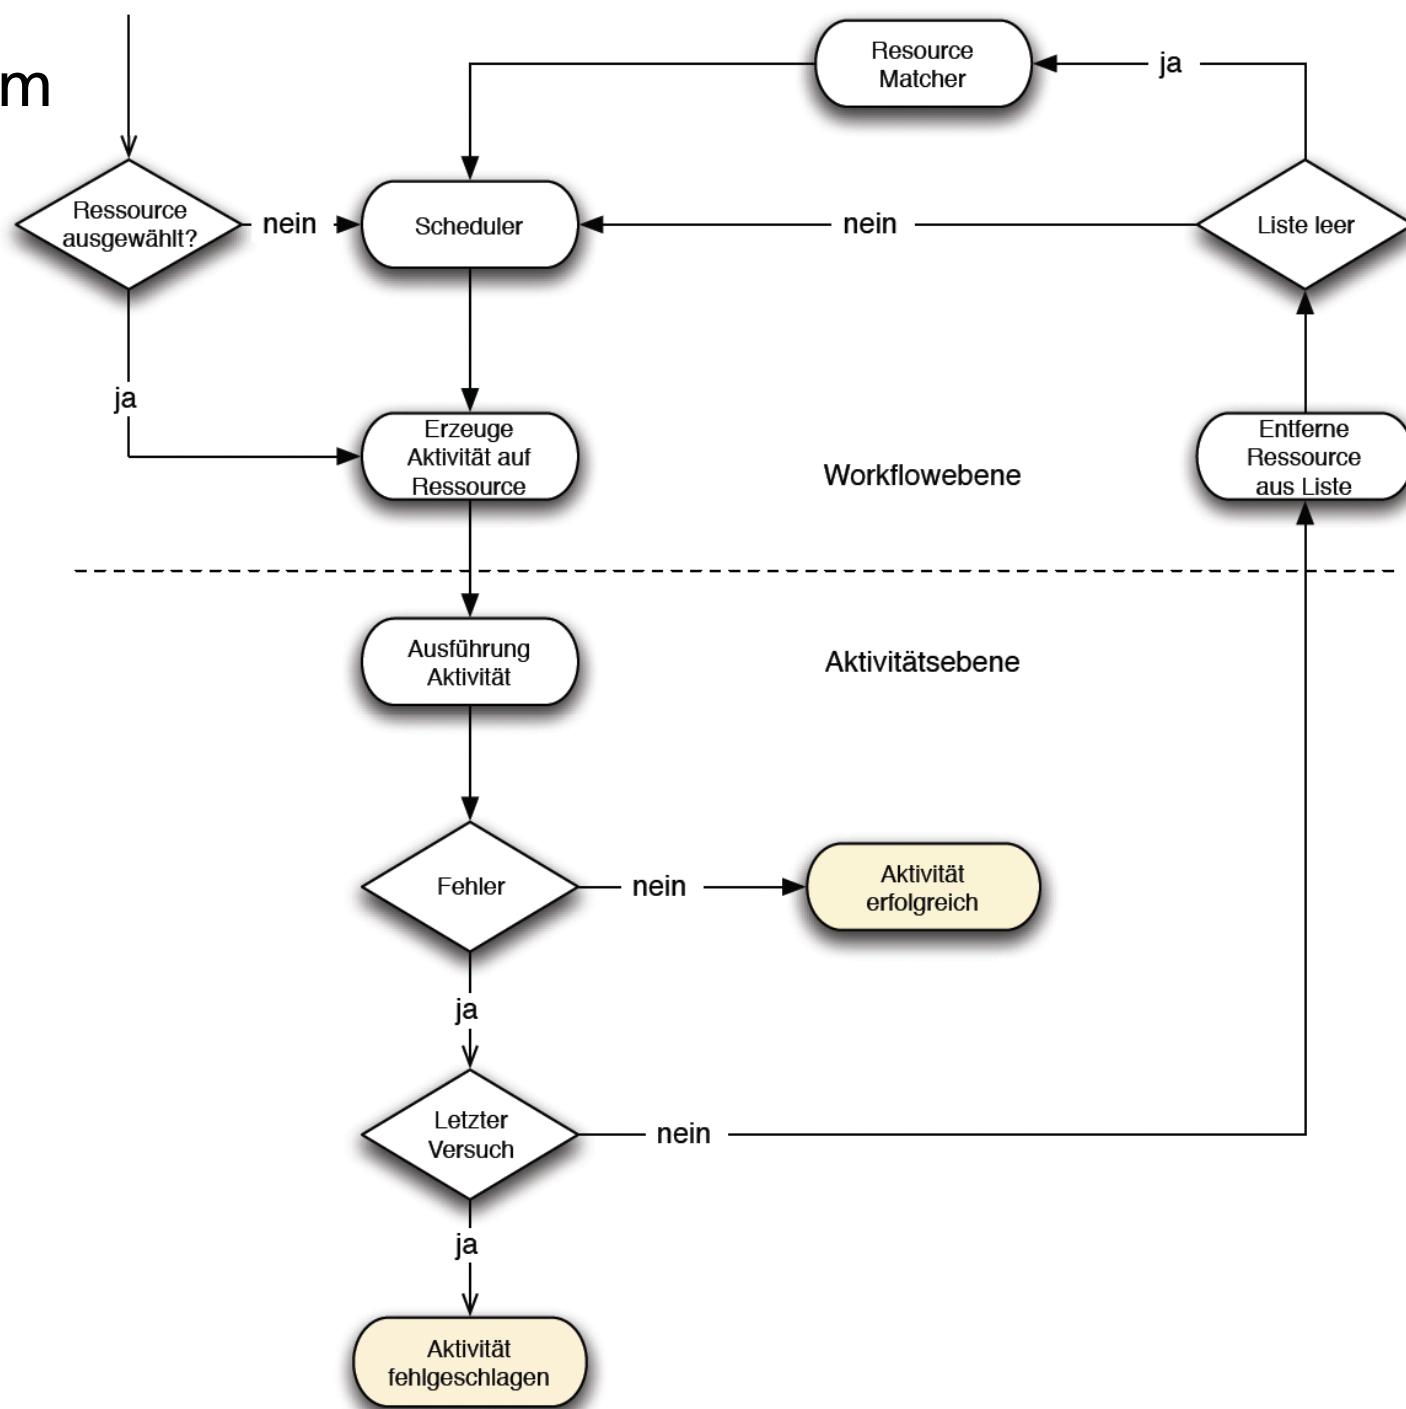 m
Resource
Matcher
ja
Ressource
ausgewählt?
nein
Scheduler
nein
Liste leer
ja
Erzeuge
Aktivität auf
Ressource
Workflowebene
Entferne
Ressource
aus Liste
Ausführung
Aktivität
Aktivitätsebene
Fehler
nein
Aktivität
erfolgreich
ja
Letzter
Versuch
nein
ja
Aktivität
fehlgeschlagen